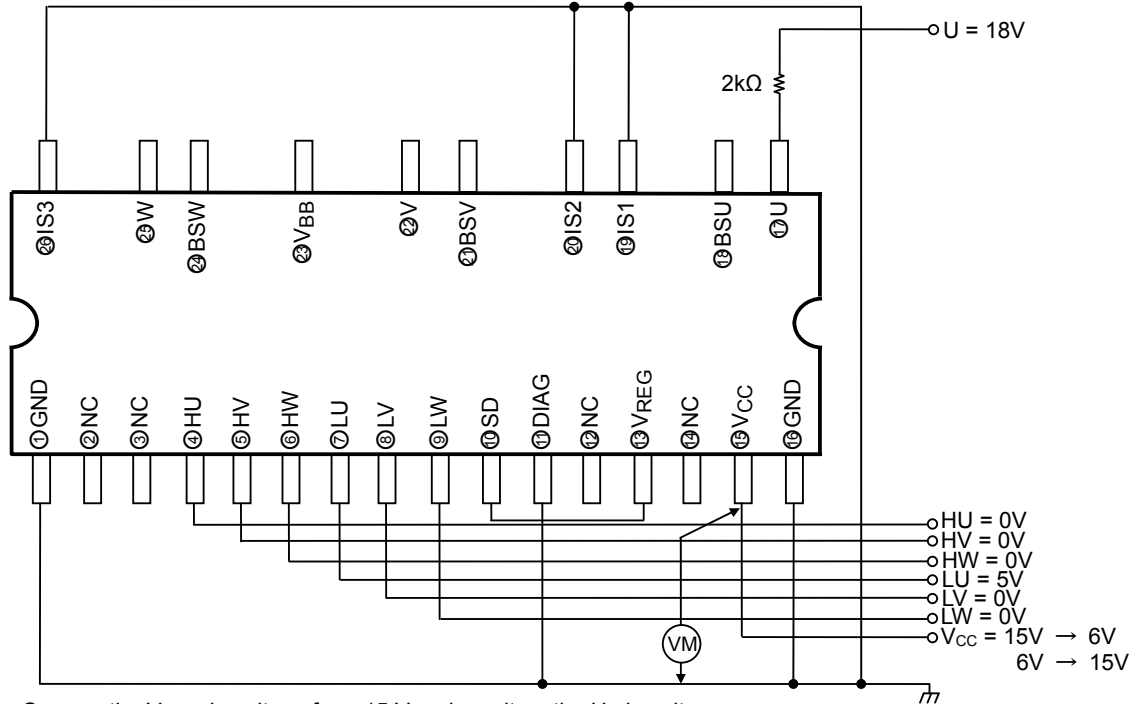 U = 18V
2kΩ
㉖IS3
㉕W
㉔BSW
㉓VBB
㉒V
㉑BSV
⑳IS2
⑲IS1
⑱BSU
⑰U
①GND
②NC
③NC
④HU
⑤HV
⑥HW
⑦LU
⑧LV
⑨LW
⑩SD
⑪DIAG
⑫NC
⑬VREG
⑭NC
⑮VCC
⑯GND
HU = 0V
HV = 0V
HW = 0V
LU = 5V
LV = 0V
LW = 0V
VCC = 15V → 6V
6V → 15V
VM